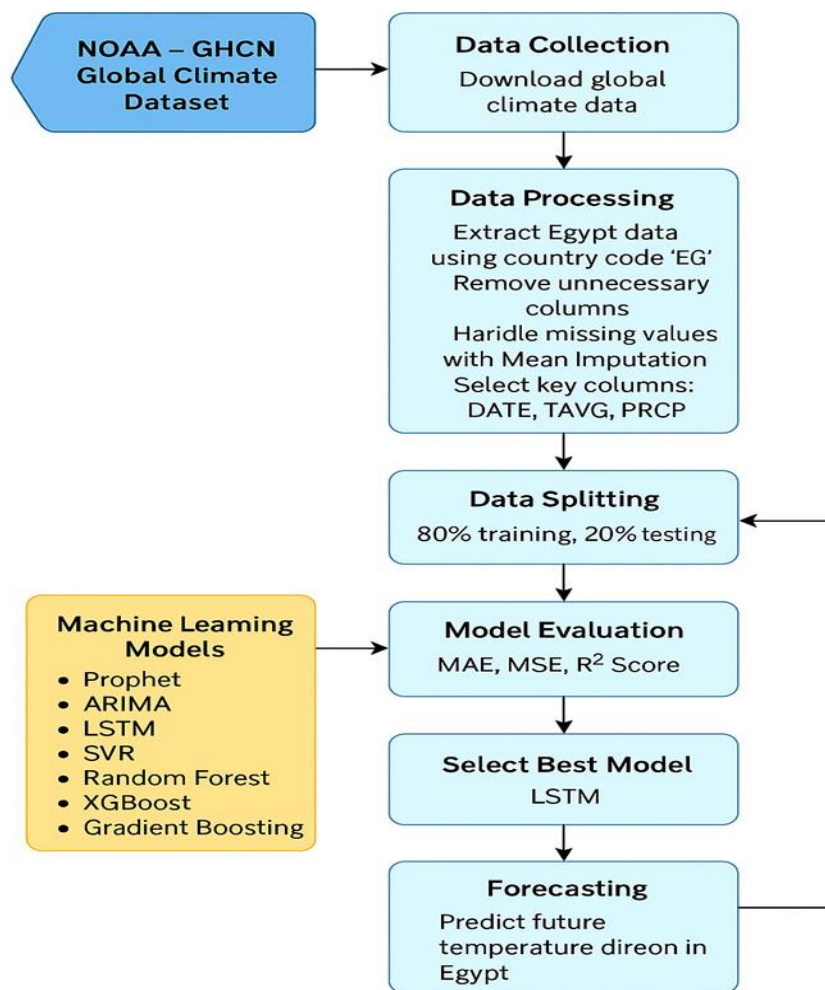 NOAA – GHCN
Global Climate
Dataset
Data Collection
Download global
climate data
Data Processing
Extract Egypt data
using country code ‘EG’
Remove unnecessary
columns
Haridle missing values
with Mean Imputation
Select key columns:
DATE, TAVG, PRCP
Data Splitting
80% training, 20% testing
Machine Leaming
Models
• Prophet
• ARIMA
• LSTM
• SVR
• Random Forest
• XGBoost
• Gradient Boosting
Model Evaluation
MAE, MSE, R² Score
Select Best Model
LSTM
Forecasting
Predict future
temperature direon in
Egypt